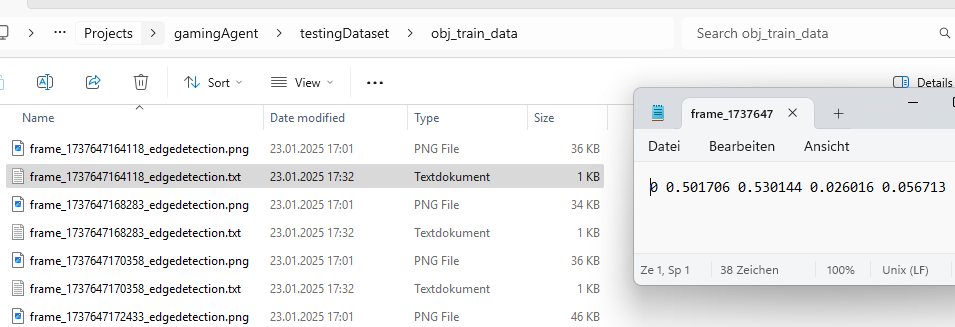 ··· Projects > gamingAgent > testingDataset > obj_train_data > Search obj_train_data
Sort View ··· Details
Name Date modified Type Size
frame_1737647164118_edgedetection.png 23.01.2025 17:01 PNG File 36 KB
frame_1737647164118_edgedetection.txt 23.01.2025 17:32 Textdokument 1 KB
frame_1737647168283_edgedetection.png 23.01.2025 17:01 PNG File 34 KB
frame_1737647168283_edgedetection.txt 23.01.2025 17:32 Textdokument 1 KB
frame_1737647170358_edgedetection.png 23.01.2025 17:01 PNG File 36 KB
frame_1737647170358_edgedetection.txt 23.01.2025 17:32 Textdokument 1 KB
frame_1737647172433_edgedetection.png 23.01.2025 17:01 PNG File 46 KB
frame_1737647
Datei Bearbeiten Ansicht
0 0.501706 0.530144 0.026016 0.056713
Ze 1, Sp 1 38 Zeichen 100% Unix (LF)